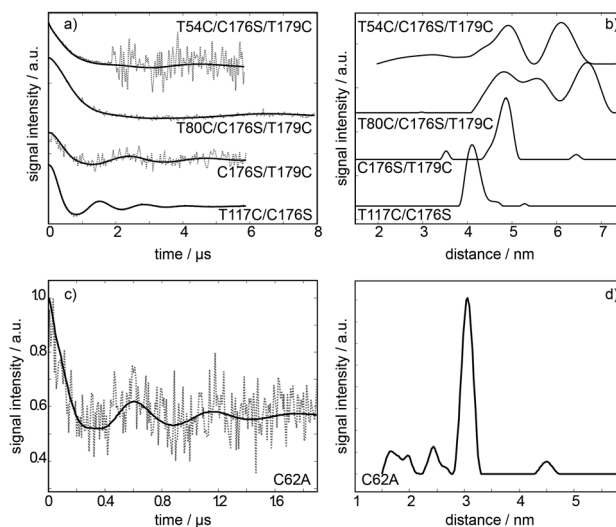 a)
T54C/C176S/T179C
T80C/C176S/T179C
C176S/T179C
T117C/C176S
signal intensity / a.u.
0 2 4 6 8
time / µs
b)
T54C/C176S/T179C
T80C/C176S/T179C
C176S/T179C
T117C/C176S
signal intensity / a.u.
2 3 4 5 6 7
distance / nm
c)
1.0
0.8
0.6
0.4
signal intensity / a.u.
C62A
0 0.4 0.8 1.2 1.6
time / µs
d)
signal intensity / a.u.
C62A
1 2 3 4 5
distance / nm